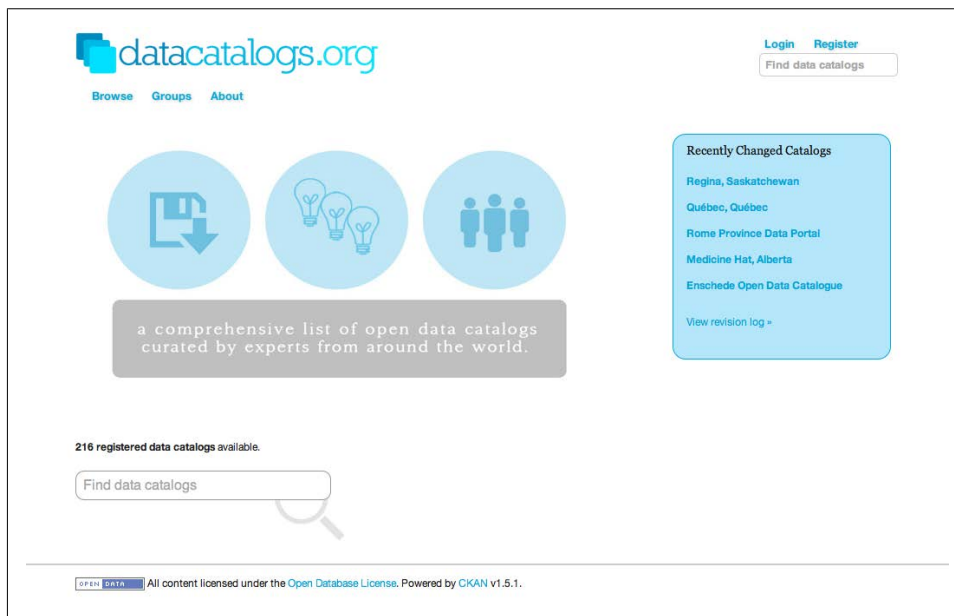 datacatalogs.org
Login Register
Find data catalogs
Browse Groups About
Recently Changed Catalogs
Regina, Saskatchewan
Québec, Québec
Rome Province Data Portal
Medicine Hat, Alberta
Enschede Open Data Catalogue
View revision log »
a comprehensive list of open data catalogs
curated by experts from around the world.
216 registered data catalogs available.
Find data catalogs
OPEN DATA All content licensed under the Open Database License. Powered by CKAN v1.5.1.